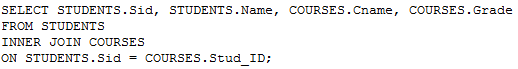 SELECT STUDENTS.Sid, STUDENTS.Name, COURSES.Cname, COURSES.Grade
FROM STUDENTS
INNER JOIN COURSES
ON STUDENTS.Sid = COURSES.Stud_ID;